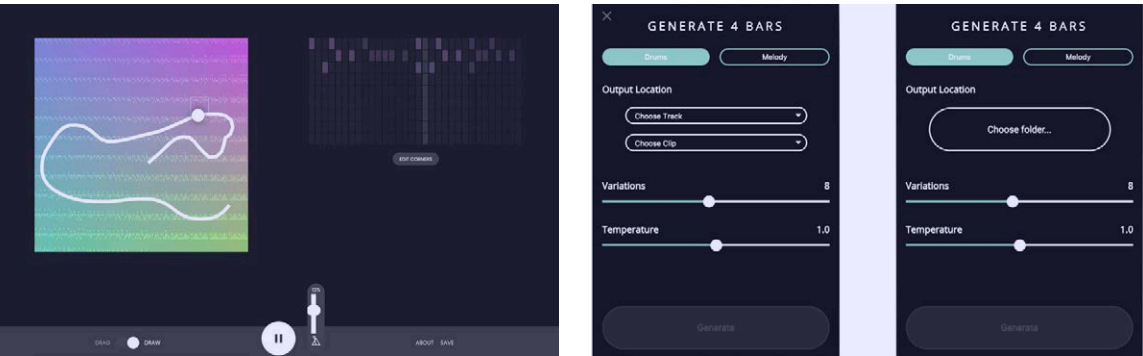 EDIT CORNERS
DRAG
DRAW
ABOUT
SAVE
GENERATE 4 BARS
Drums
Melody
Output Location
Choose Track
Choose Clip
Variations 8
Temperature 1.0
Generate
GENERATE 4 BARS
Drums
Melody
Output Location
Choose folder...
Variations 8
Temperature 1.0
Generate